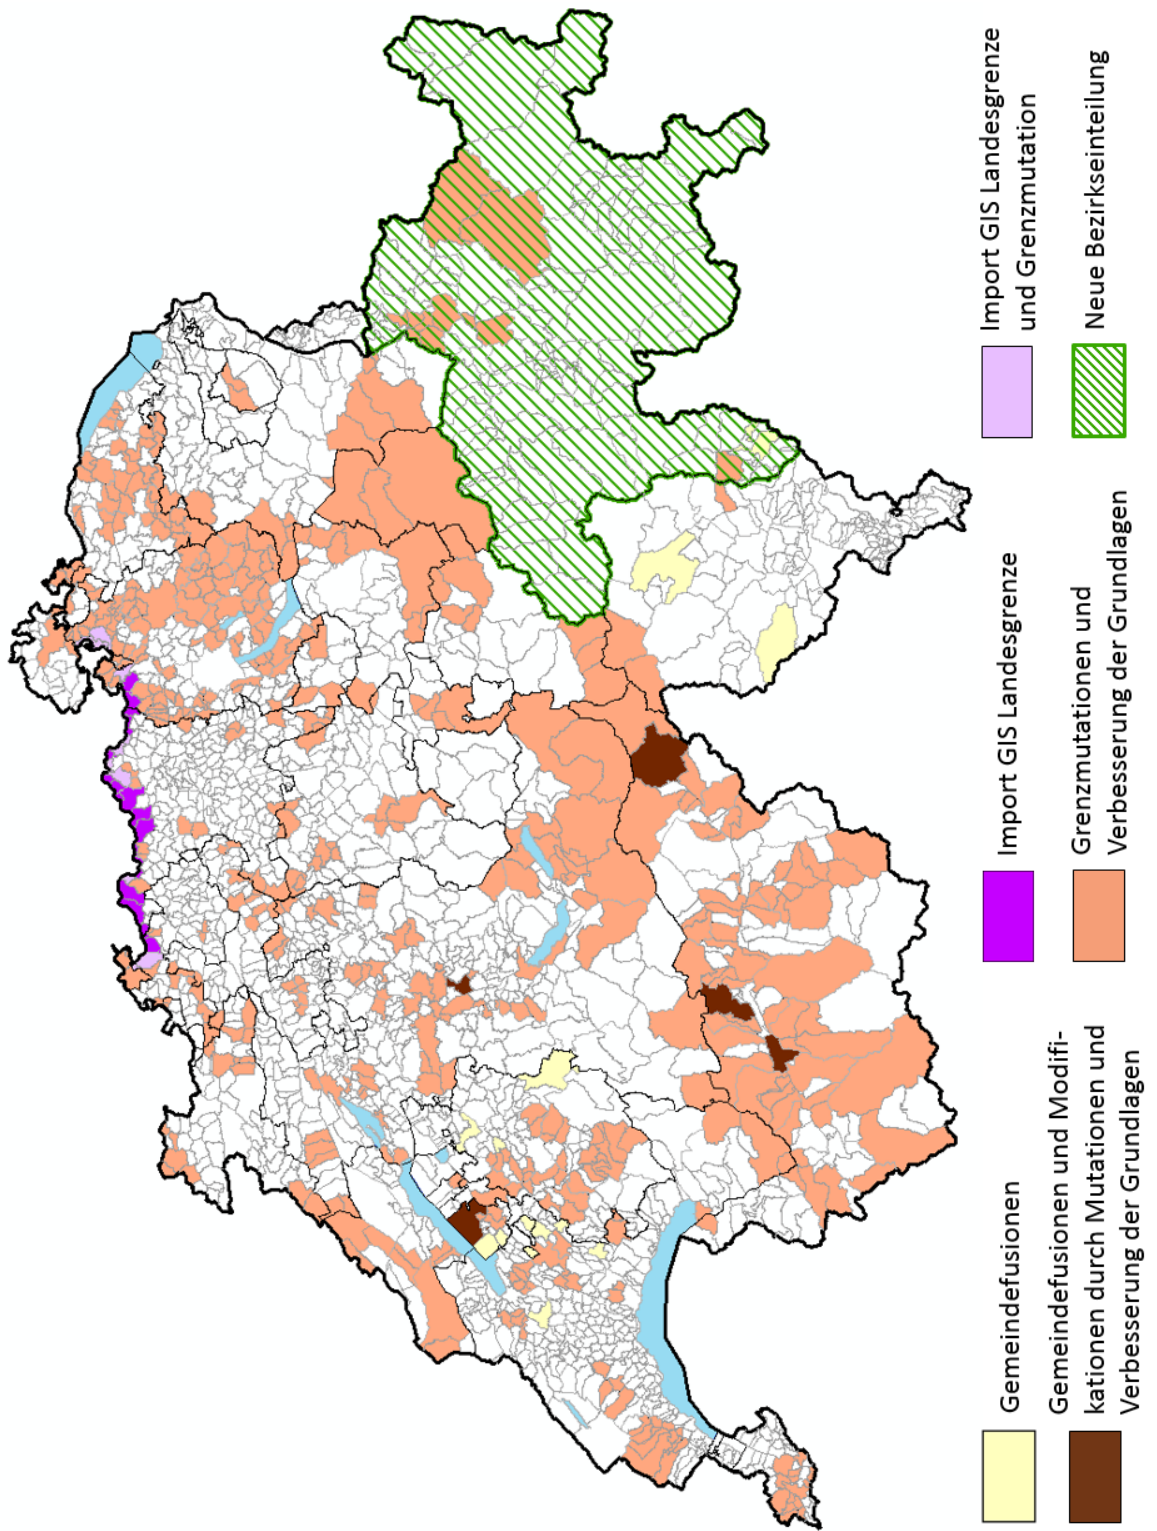 Gemeindefusionen
Gemeindefusionen und Modifi-
kationen durch Mutationen und
Verbesserung der Grundlagen
Import GIS Landesgrenze
Grenzmutationen und
Verbesserung der Grundlagen
Import GIS Landesgrenze
und Grenzmutation
Neue Bezirkseinteilung